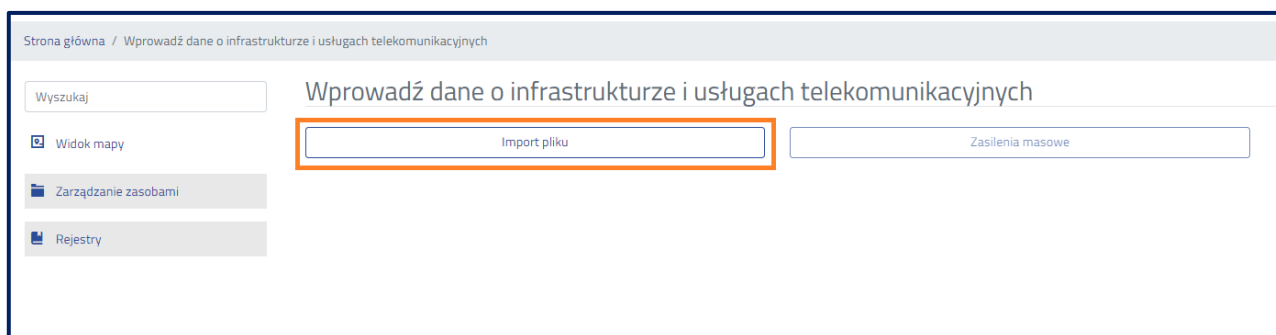 Strona główna / Wprowadź dane o infrastrukturze i usługach telekomunikacyjnych
Wyszukaj
Widok mapy
Zarządzanie zasobami
Rejestry
Wprowadź dane o infrastrukturze i usługach telekomunikacyjnych
Import pliku
Zasilenia masowe